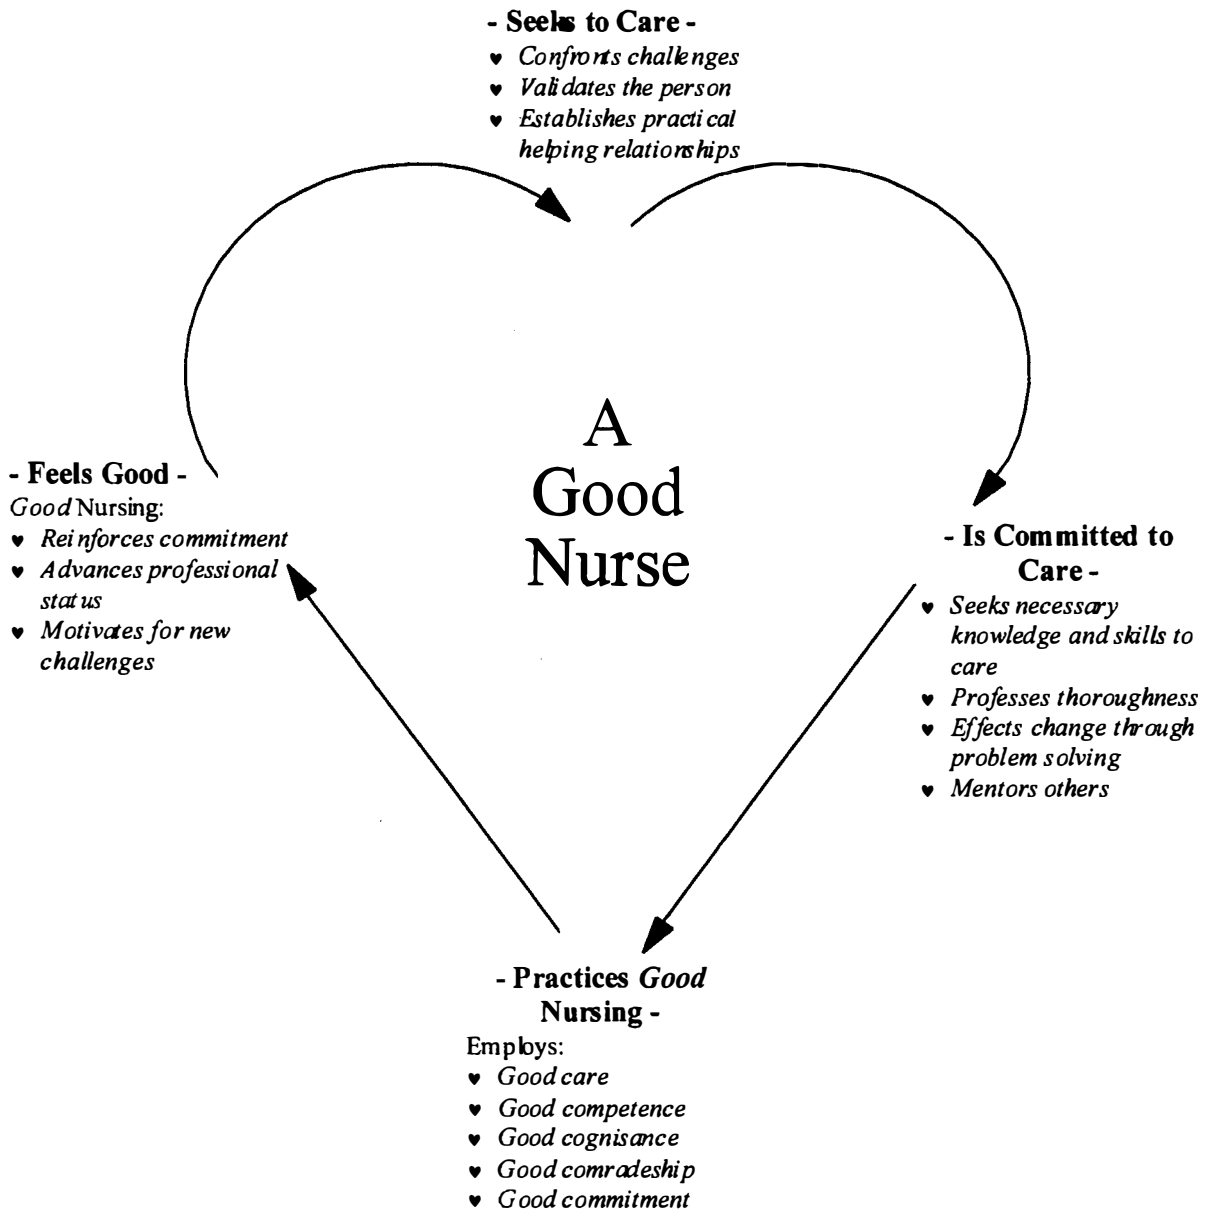 - Seeks to Care -
♥ Confronts challenges
♥ Validates the person
♥ Establishes practical
helping relationships
A
Good
Nurse
- Feels Good -
Good Nursing:
♥ Reinforces commitment
♥ Advances professional
status
♥ Motivates for new
challenges
- Is Committed to
Care -
♥ Seeks necessary
knowledge and skills to
care
♥ Professes thoroughness
♥ Effects change through
problem solving
♥ Mentors others
- Practices Good
Nursing -
Employs:
♥ Good care
♥ Good competence
♥ Good cognisance
♥ Good comradeship
♥ Good commitment